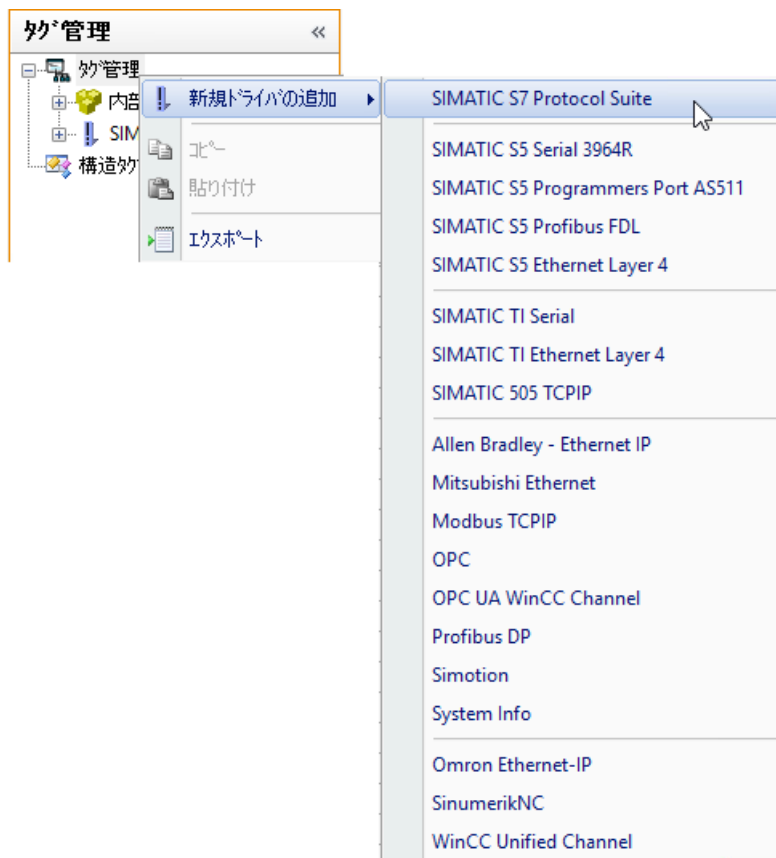 ﾀｸﾞ管理
«
ﾀｸﾞ管理
内部
新規ﾄﾞﾗｲﾊﾞの追加
SIMATIC S7 Protocol Suite
SIM
ｺﾋﾟｰ
SIMATIC S5 Serial 3964R
構造ﾀｸﾞ
貼り付け
SIMATIC S5 Programmers Port AS511
SIMATIC S5 Profibus FDL
ｴｸｽﾎﾟｰﾄ
SIMATIC S5 Ethernet Layer 4
SIMATIC TI Serial
SIMATIC TI Ethernet Layer 4
SIMATIC 505 TCPIP
Allen Bradley - Ethernet IP
Mitsubishi Ethernet
Modbus TCPIP
OPC
OPC UA WinCC Channel
Profibus DP
Simotion
System Info
Omron Ethernet-IP
SinumerikNC
WinCC Unified Channel